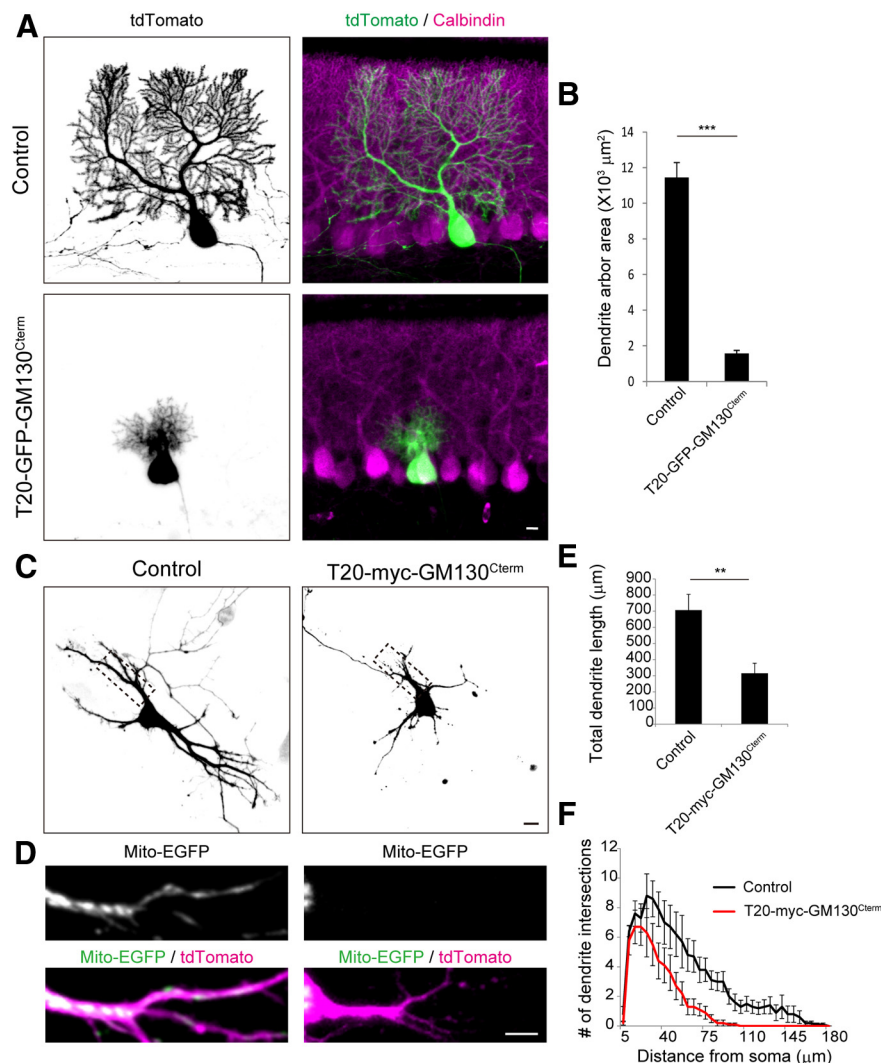 A
tdTomato
tdTomato / Calbindin
Control
T20-GFP-GM130Cterm
B
***
Dendrite arbor area (X10³ μm²)
14
12
10
8
6
4
2
0
Control
T20-GFP-GM130Cterm
C
Control
T20-myc-GM130Cterm
D
Mito-EGFP
Mito-EGFP
Mito-EGFP / tdTomato
Mito-EGFP / tdTomato
E
**
Total dendrite length (μm)
900
800
700
600
500
400
300
200
100
0
Control
T20-myc-GM130Cterm
F
# of dendrite intersections
12
10
8
6
4
2
0
Control
T20-myc-GM130Cterm
5 40 75 110 145 180
Distance from soma (μm)